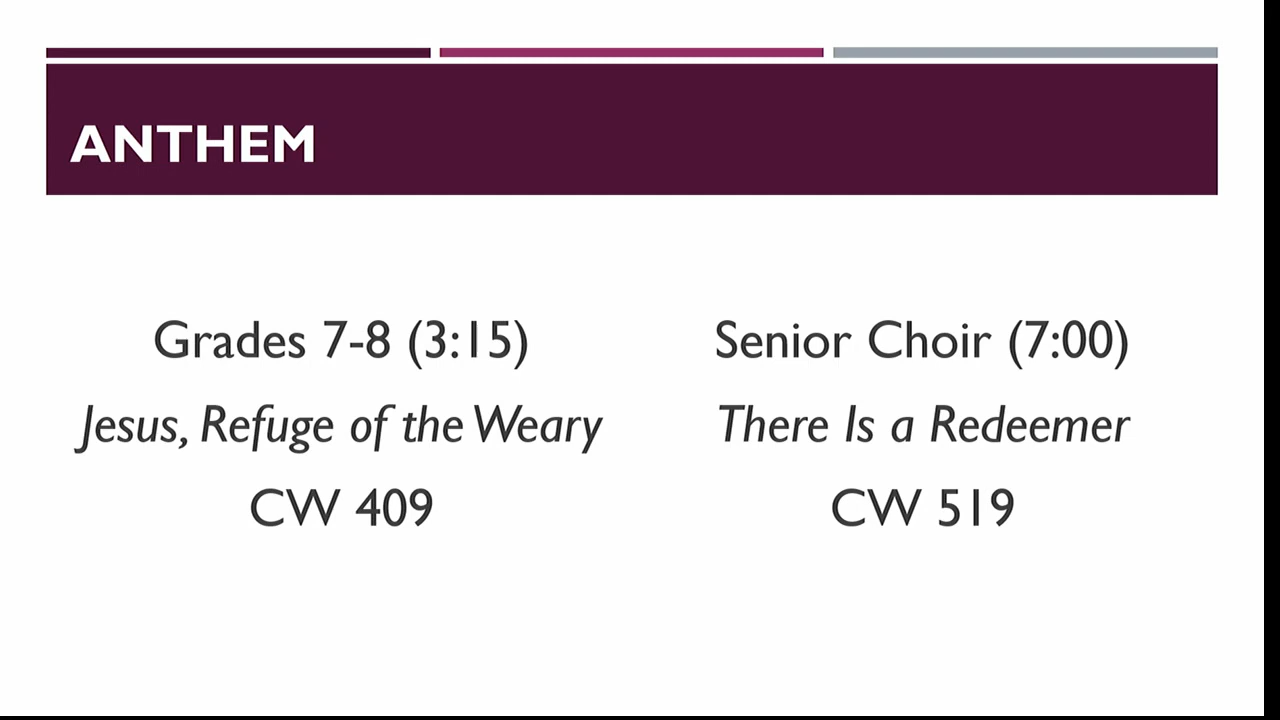 ANTHEM
Grades 7-8 (3:15)
Jesus, Refuge of the Weary
CW 409
Senior Choir (7:00)
There Is a Redeemer
CW 519